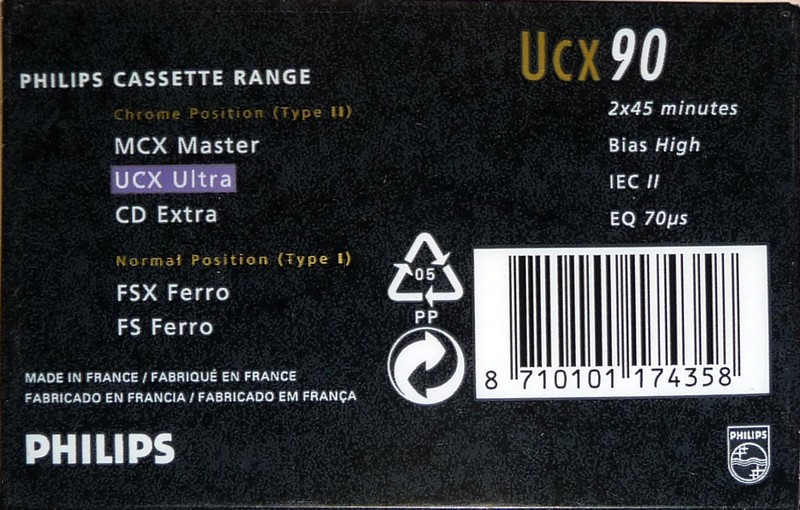 PHILIPS CASSETTE RANGE
Chrome Position (Type II)
MCX Master
UCX Ultra
CD Extra
Normal Position (Type I)
FSX Ferro
FS Ferro
MADE IN FRANCE / FABRIQUÉ EN FRANCE
FABRICADO EN FRANCIA / FABRICADO EM FRANÇA
PHILIPS
UCX 90
2x45 minutes
Bias High
IEC II
EQ 70µs
05
PP
8 710101 174358
PHILIPS